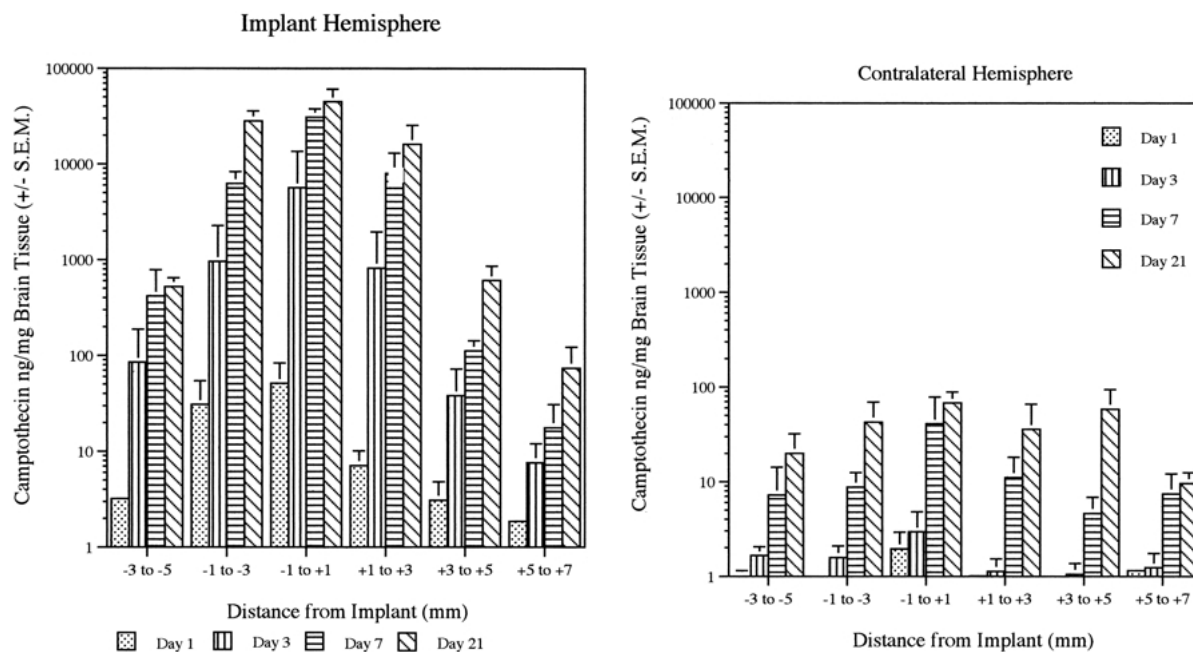 Implant Hemisphere
Camptothecin ng/mg Brain Tissue (+/- S.E.M.)
100000
10000
1000
100
10
1
-3 to -5 -1 to -3 -1 to +1 +1 to +3 +3 to +5 +5 to +7
Distance from Implant (mm)
Day 1 Day 3 Day 7 Day 21
Contralateral Hemisphere
Camptothecin ng/mg Brain Tissue (+/- S.E.M.)
100000
10000
1000
100
10
1
Day 1
Day 3
Day 7
Day 21
-3 to -5 -1 to -3 -1 to +1 +1 to +3 +3 to +5 +5 to +7
Distance from Implant (mm)